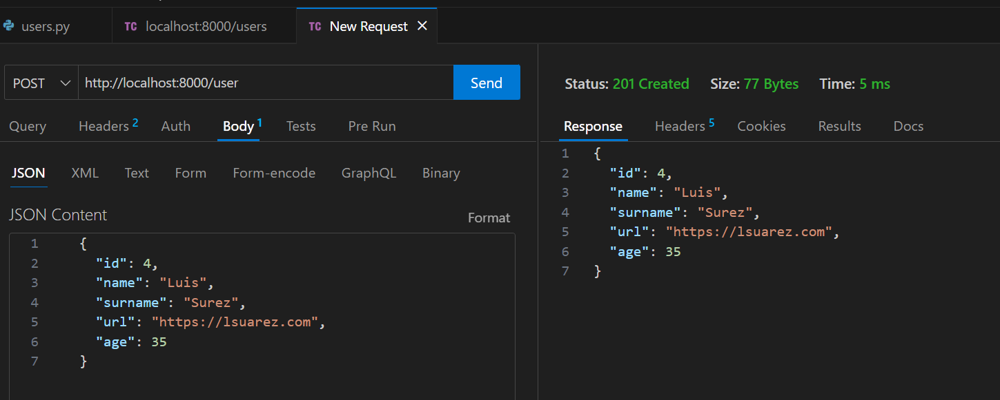 users.py TC localhost:8000/users TC New Request
POST http://localhost:8000/user Send
Query Headers 2 Auth Body 1 Tests Pre Run
JSON XML Text Form Form-encode GraphQL Binary
JSON Content Format
1 {
2 "id": 4,
3 "name": "Luis",
4 "surname": "Surez",
5 "url": "https://lsuarez.com",
6 "age": 35
7 }
Status: 201 Created Size: 77 Bytes Time: 5 ms
Response Headers 5 Cookies Results Docs
1 {
2 "id": 4,
3 "name": "Luis",
4 "surname": "Surez",
5 "url": "https://lsuarez.com",
6 "age": 35
7 }